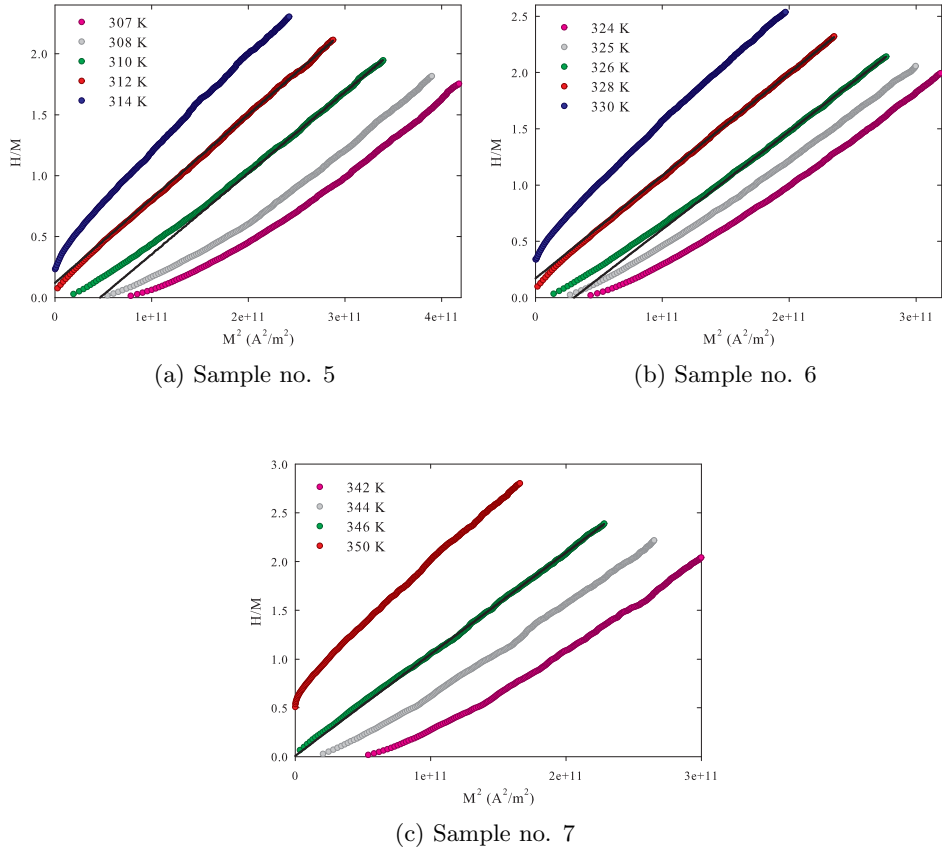 307 K
308 K
310 K
312 K
314 K
H/M
2.0
1.5
1.0
0.5
0.0
0
1e+11
2e+11
3e+11
4e+11
M² (A²/m²)
(a) Sample no. 5
324 K
325 K
326 K
328 K
330 K
H/M
2.5
2.0
1.5
1.0
0.5
0.0
0
1e+11
2e+11
3e+11
M² (A²/m²)
(b) Sample no. 6
342 K
344 K
346 K
350 K
H/M
3.0
2.5
2.0
1.5
1.0
0.5
0.0
0
1e+11
2e+11
3e+11
M² (A²/m²)
(c) Sample no. 7